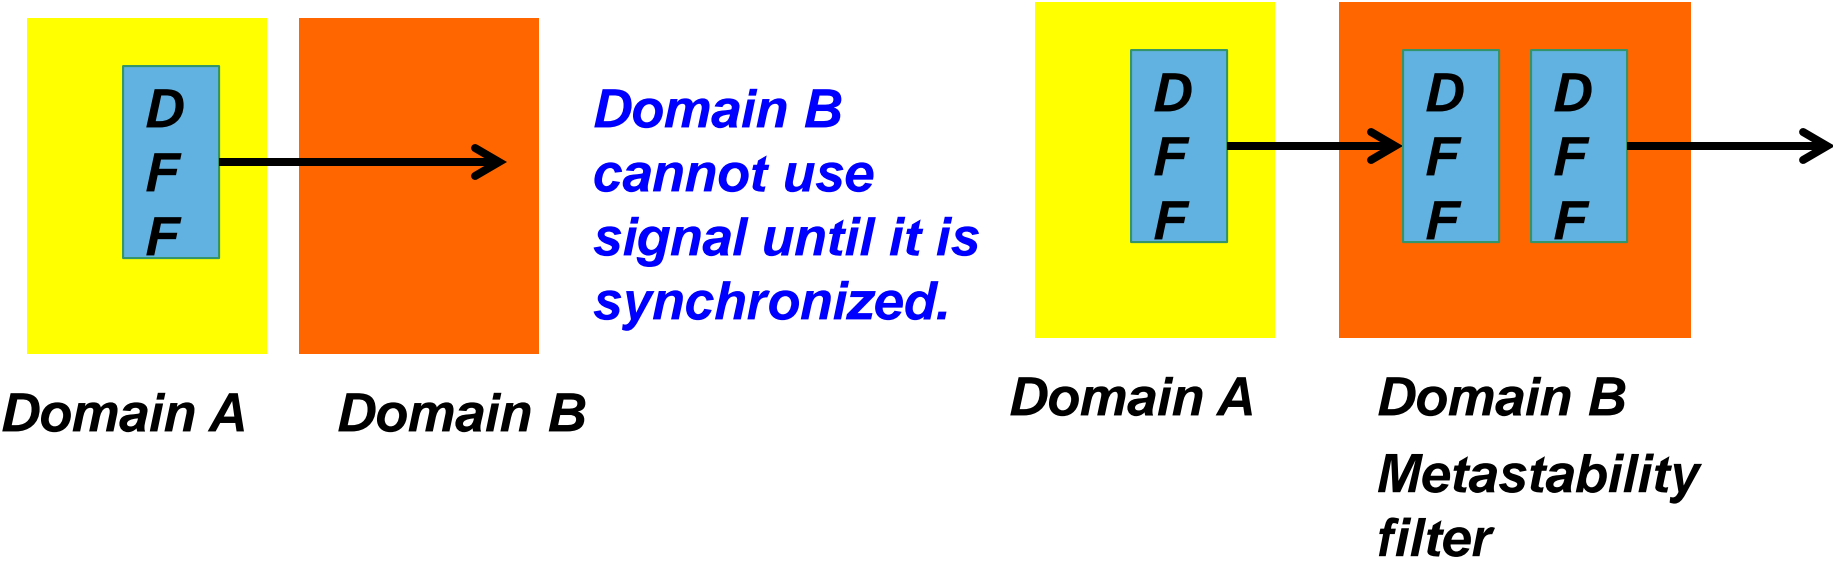 D
F
F
Domain A
Domain B
Domain B
cannot use
signal until it is
synchronized.
D
F
F
D
F
F
D
F
F
Domain A
Domain B
Metastability
filter